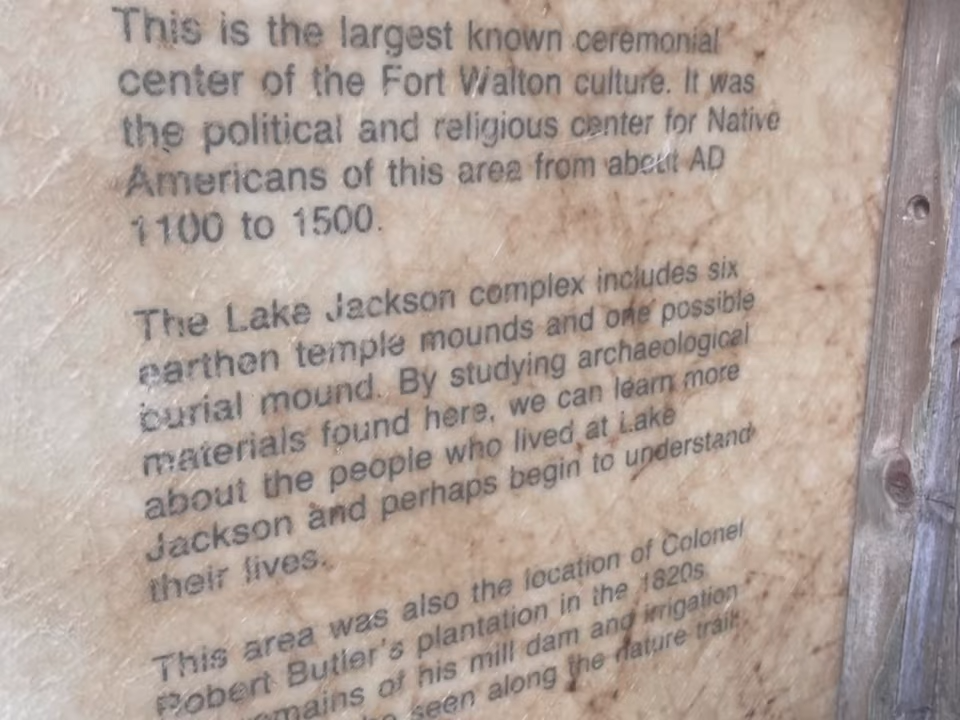 This is the largest known ceremonial
center of the Fort Walton culture. It was
the political and religious center for Native
Americans of this area from about AD
1100 to 1500.
The Lake Jackson complex includes six
earthen temple mounds and one possible
burial mound. By studying archaeological
materials found here, we can learn more
about the people who lived at Lake
Jackson and perhaps begin to understand
their lives.
This area was also the location of Colonel
Robert Butler's plantation in the 1820s
of his mill dam and irrigation
seen along the nature trail.